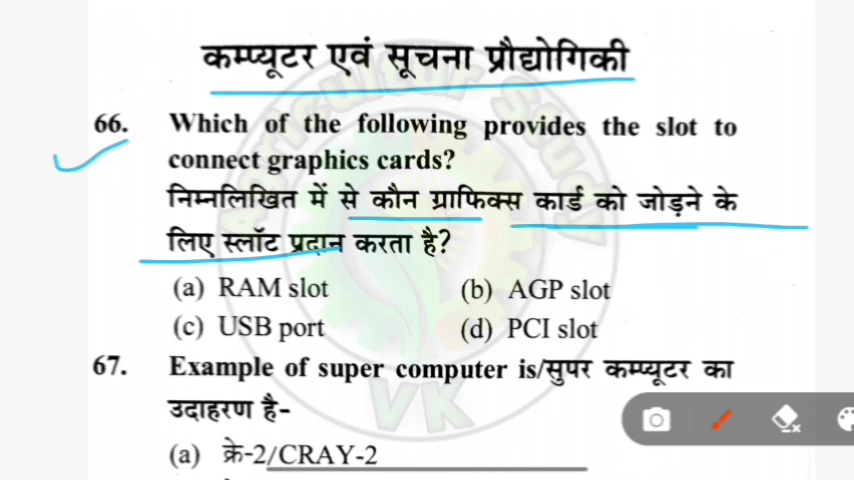 कम्प्यूटर एवं सूचना प्रौद्योगिकी
66. Which of the following provides the slot to
connect graphics cards?
निम्नलिखित में से कौन ग्राफिक्स कार्ड को जोड़ने के
लिए स्लॉट प्रदान करता है?
(a) RAM slot (b) AGP slot
(c) USB port (d) PCI slot
67. Example of super computer is/सुपर कम्प्यूटर का
उदाहरण है-
(a) क्रे-2/CRAY-2
VK